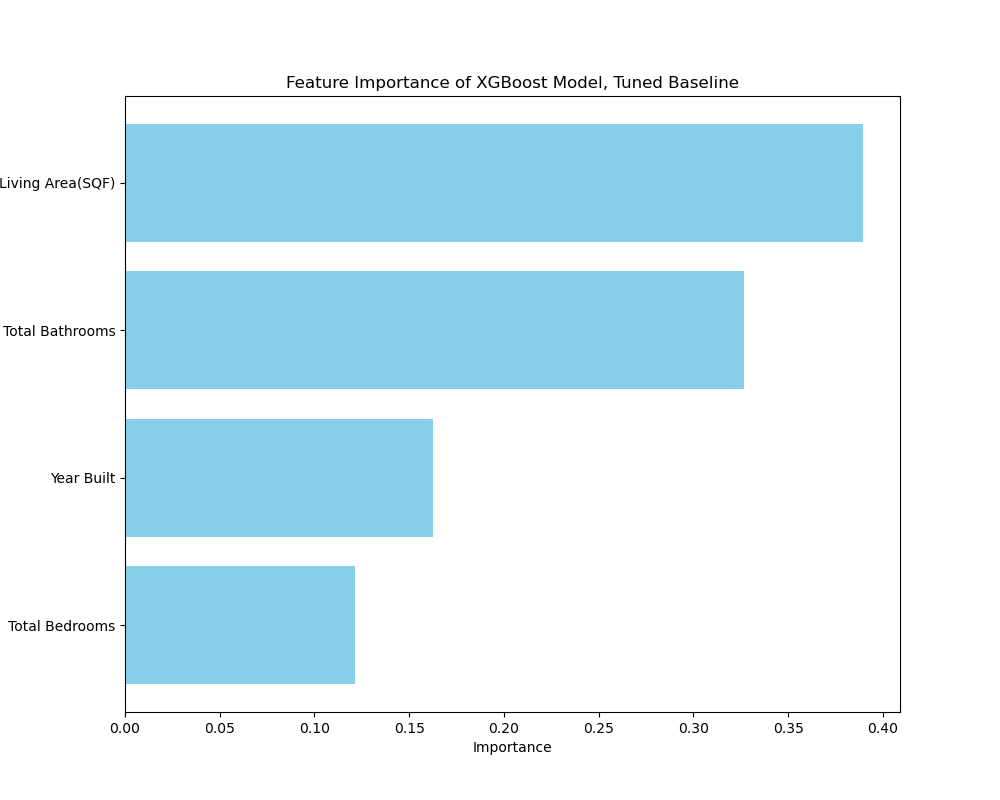 Feature Importance of XGBoost Model, Tuned Baseline
Living Area(SQF)
Total Bathrooms
Year Built
Total Bedrooms
0.00 0.05 0.10 0.15 0.20 0.25 0.30 0.35 0.40
Importance